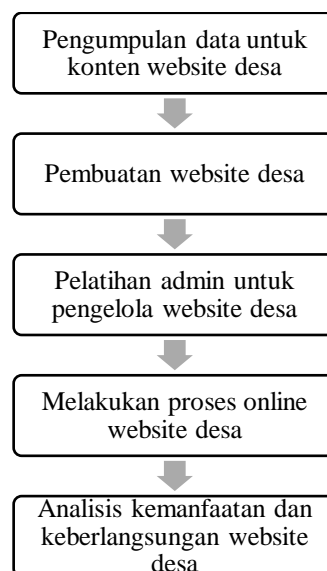 Pengumpulan data untuk
konten website desa
Pembuatan website desa
Pelatihan admin untuk
pengelola website desa
Melakukan proses online
website desa
Analisis kemanfaatan dan
keberlangsungan website
desa